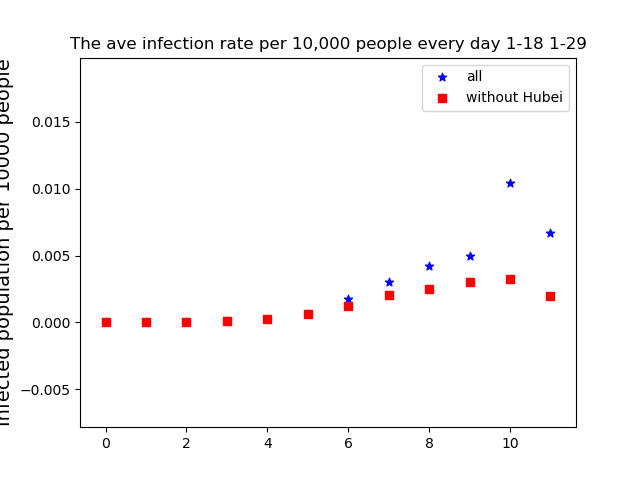 The ave infection rate per 10,000 people every day 1-18 1-29
all
without Hubei
infected population per 10000 people
0.015
0.010
0.005
0.000
−0.005
0 2 4 6 8 10